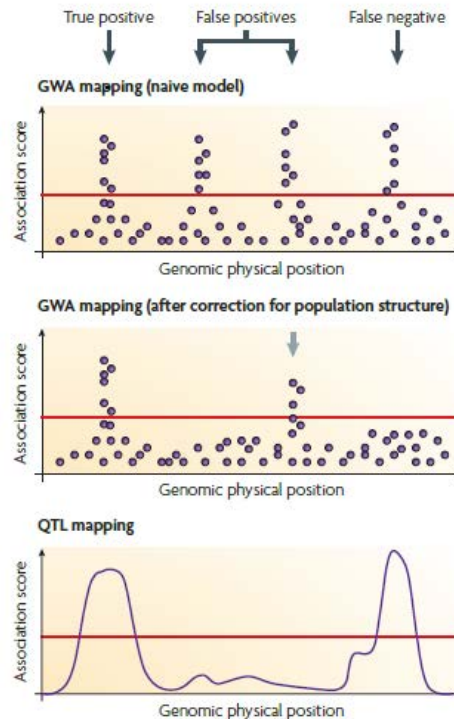 True positive
False positives
False negative
GWA mapping (naive model)
Association score
Genomic physical position
GWA mapping (after correction for population structure)
Association score
Genomic physical position
QTL mapping
Association score
Genomic physical position